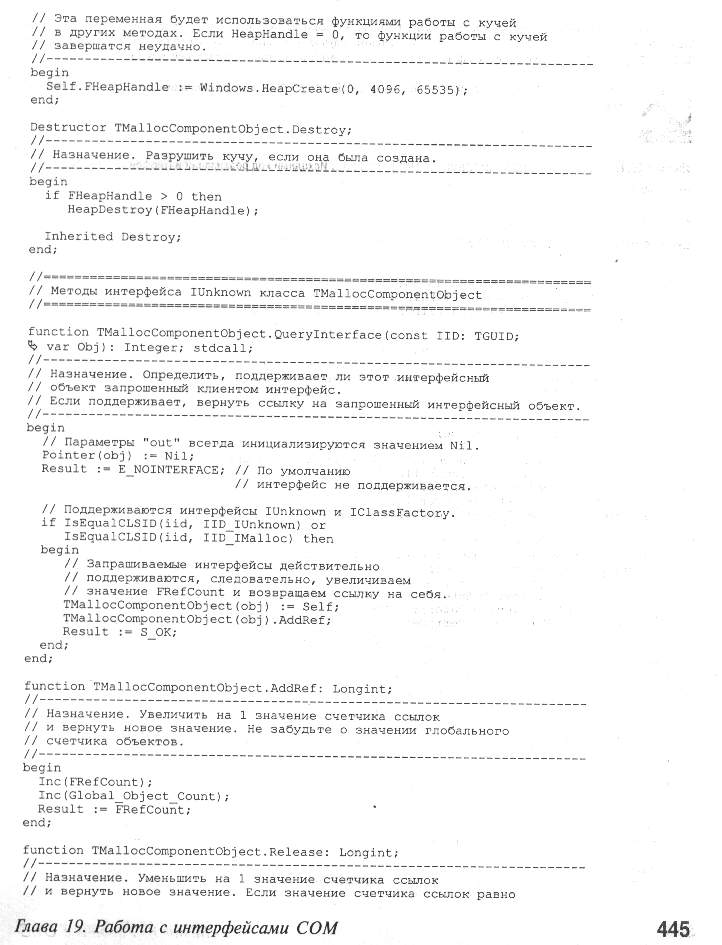 // Эта переменная будет использоваться функциями работы с кучей
// в других методах. Если HeapHandle = 0, то функции работы с кучей
// завершатся неудачно.
//-----------------------------------------------------------------------
begin
Self.FHeapHandle := Windows.HeapCreate(0, 4096, 65535);
end;
Destructor TMallocComponentObject.Destroy;
//-----------------------------------------------------------------------
// Назначение. Разрушить кучу, если она была создана.
//-----------------------------------------------------------------------
begin
if FHeapHandle > 0 then
HeapDestroy(FHeapHandle);
Inherited Destroy;
end;
//=======================================================================
// Методы интерфейса IUnknown класса TMallocComponentObject
//=======================================================================
function TMallocComponentObject.QueryInterface(const IID: TGUID;
↳ var Obj): Integer; stdcall;
//-----------------------------------------------------------------------
// Назначение. Определить, поддерживает ли этот интерфейсный
// объект запрошенный клиентом интерфейс.
// Если поддерживает, вернуть ссылку на запрошенный интерфейсный объект.
//-----------------------------------------------------------------------
begin
// Параметры "out" всегда инициализируются значением Nil.
Pointer(obj) := Nil;
Result := E_NOINTERFACE; // По умолчанию
// интерфейс не поддерживается.
// Поддерживаются интерфейсы IUnknown и IClassFactory.
if IsEqualCLSID(iid, IID_IUnknown) or
IsEqualCLSID(iid, IID_IMalloc) then
begin
// Запрашиваемые интерфейсы действительно
// поддерживаются, следовательно, увеличиваем
// значение FRefCount и возвращаем ссылку на себя.
TMallocComponentObject(obj) := Self;
TMallocComponentObject(obj).AddRef;
Result := S_OK;
end;
end;
function TMallocComponentObject.AddRef: Longint;
//-----------------------------------------------------------------------
// Назначение. Увеличить на 1 значение счетчика ссылок
// и вернуть новое значение. Не забудьте о значении глобального
// счетчика объектов.
//-----------------------------------------------------------------------
begin
Inc(FRefCount);
Inc(Global_Object_Count);
Result := FRefCount;
end;
function TMallocComponentObject.Release: Longint;
//-----------------------------------------------------------------------
// Назначение. Уменьшить на 1 значение счетчика ссылок
// и вернуть новое значение. Если значение счетчика ссылок равно
Глава 19. Работа с интерфейсами COM
445